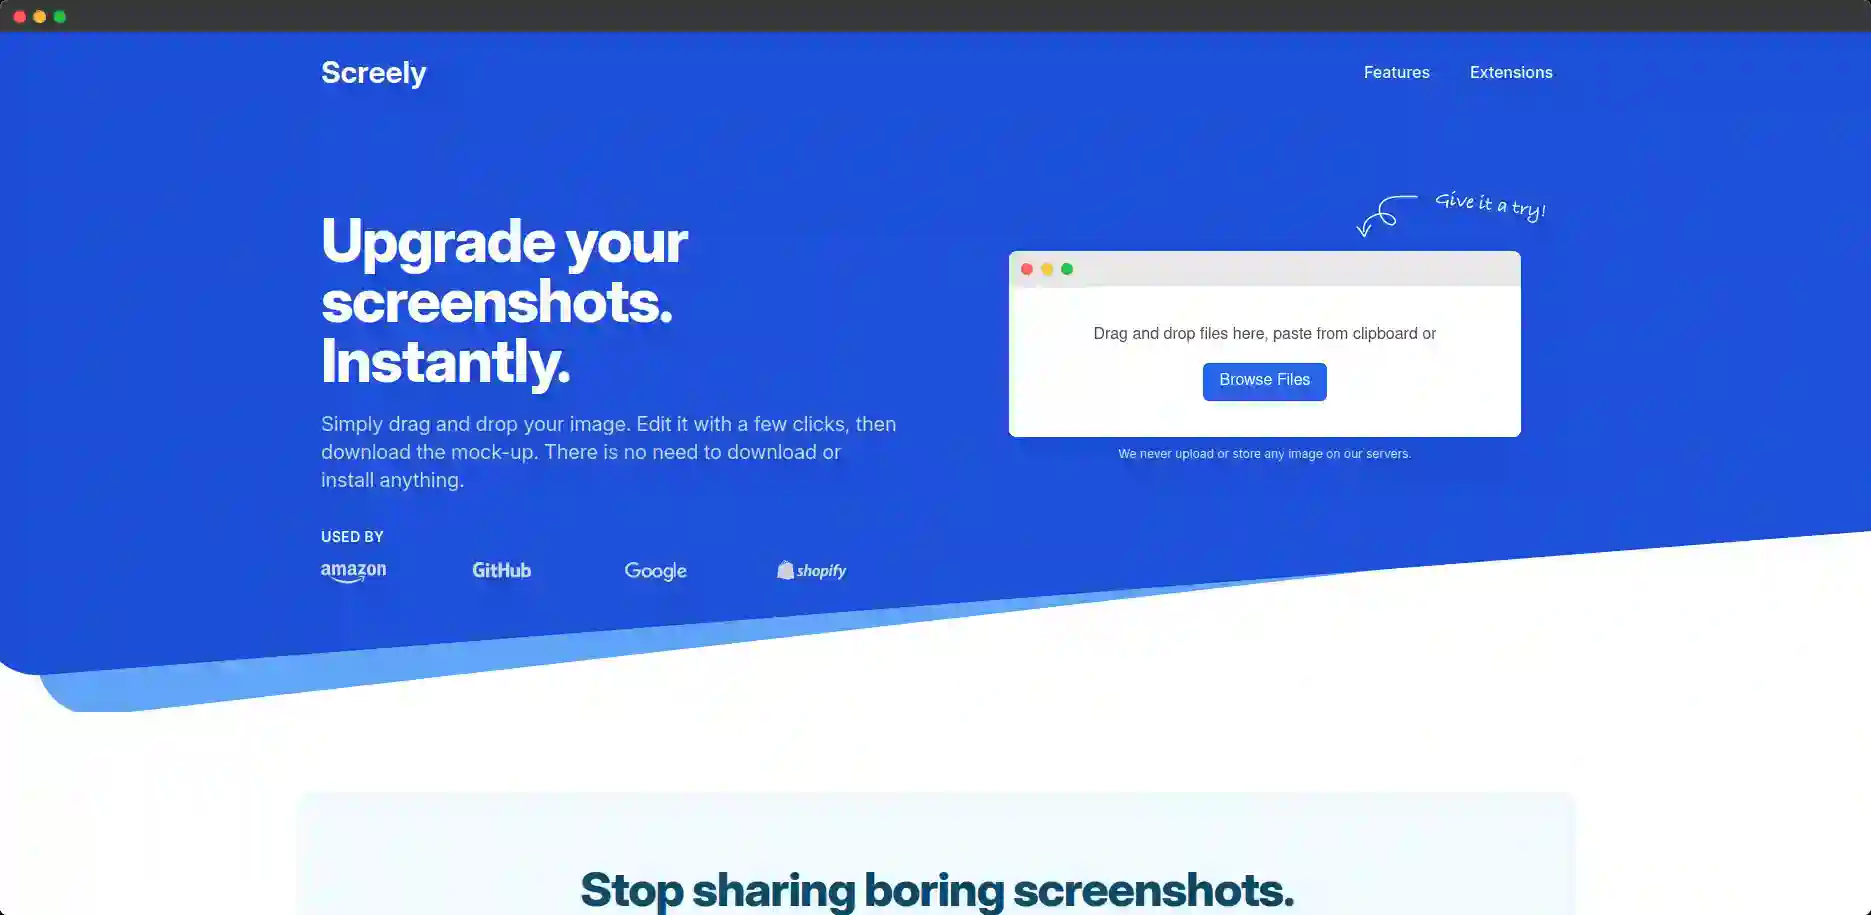 Screely
Features
Extensions
Give it a try!
Upgrade your
screenshots.
Instantly.
Simply drag and drop your image. Edit it with a few clicks, then
download the mock-up. There is no need to download or
install anything.
USED BY
amazon
GitHub
Google
shopify
Drag and drop files here, paste from clipboard or
Browse Files
We never upload or store any image on our servers.
Stop sharing boring screenshots.